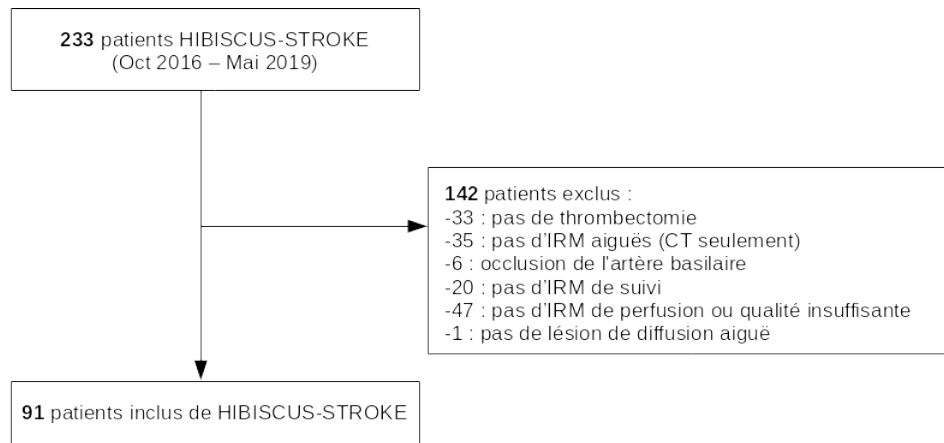 233 patients HIBISCUS-STROKE
(Oct 2016 – Mai 2019)
142 patients exclus :
-33 : pas de thrombectomie
-35 : pas d'IRM aiguës (CT seulement)
-6 : occlusion de l'artère basilaire
-20 : pas d'IRM de suivi
-47 : pas d'IRM de perfusion ou qualité insuffisante
-1 : pas de lésion de diffusion aiguë
91 patients inclus de HIBISCUS-STROKE